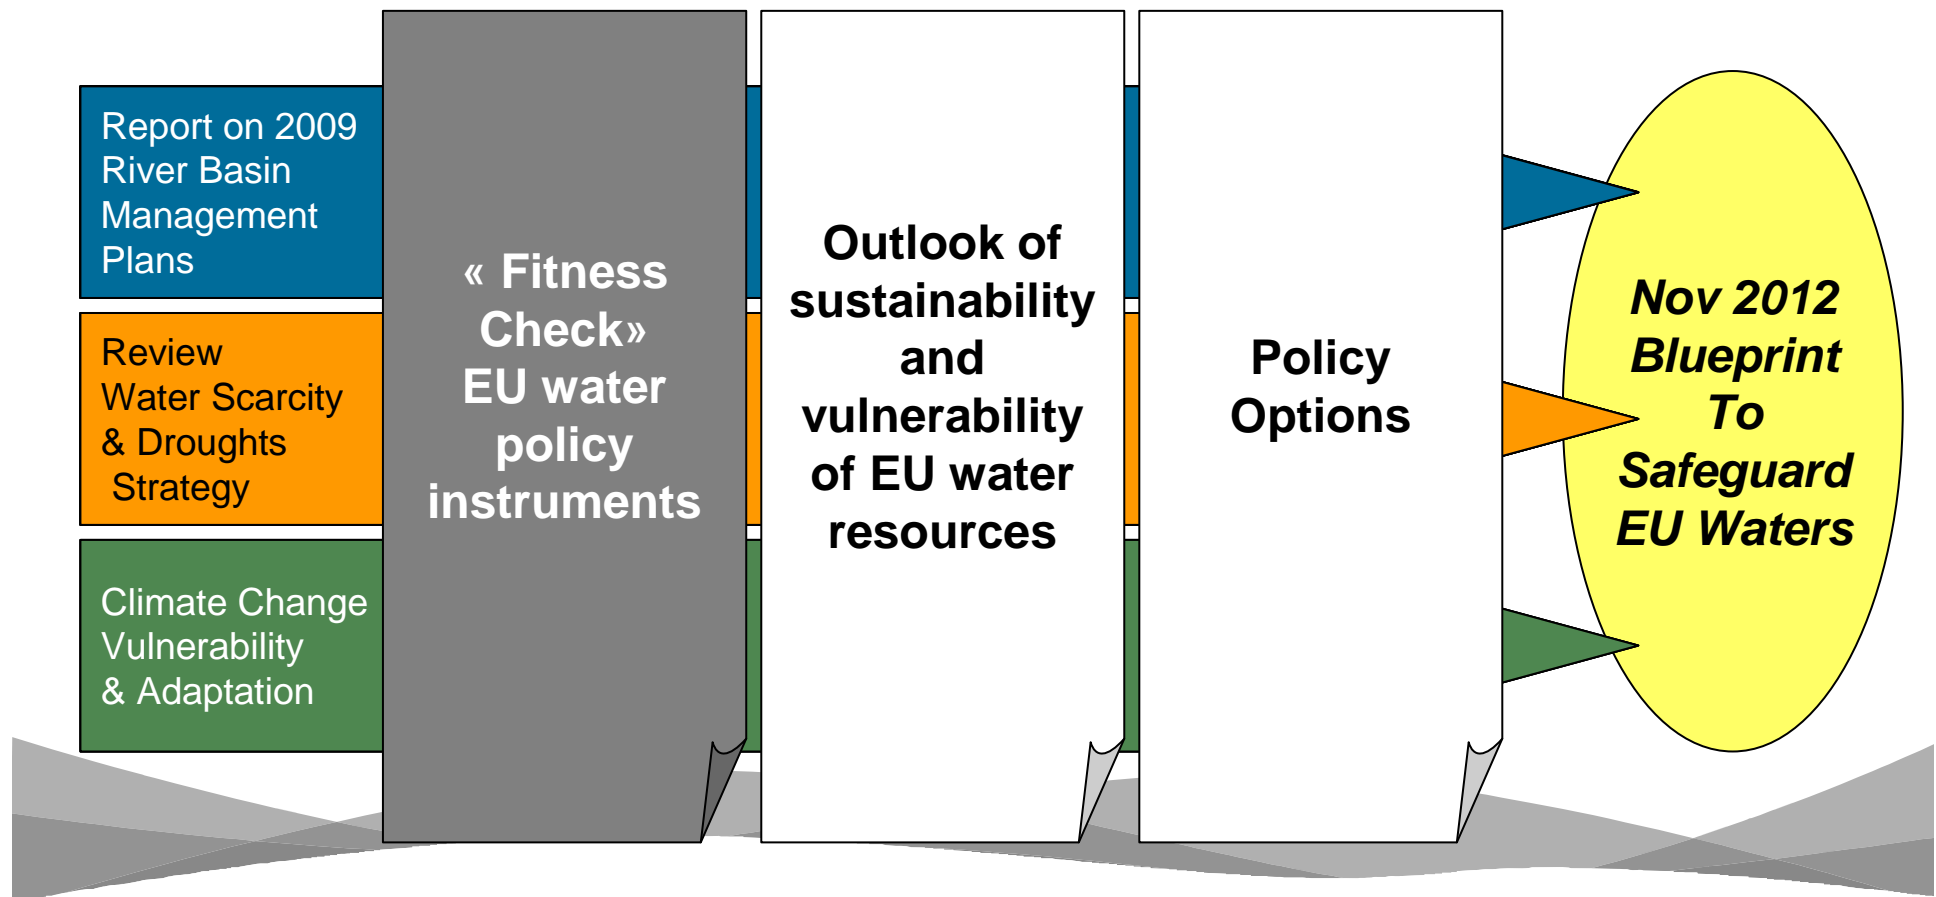 Report on 2009
River Basin
Management
Plans
Review
Water Scarcity
& Droughts
Strategy
Climate Change
Vulnerability
& Adaptation
« Fitness
Check»
EU water
policy
instruments
Outlook of
sustainability
and
vulnerability
of EU water
resources
Policy
Options
Nov 2012
Blueprint
To
Safeguard
EU Waters